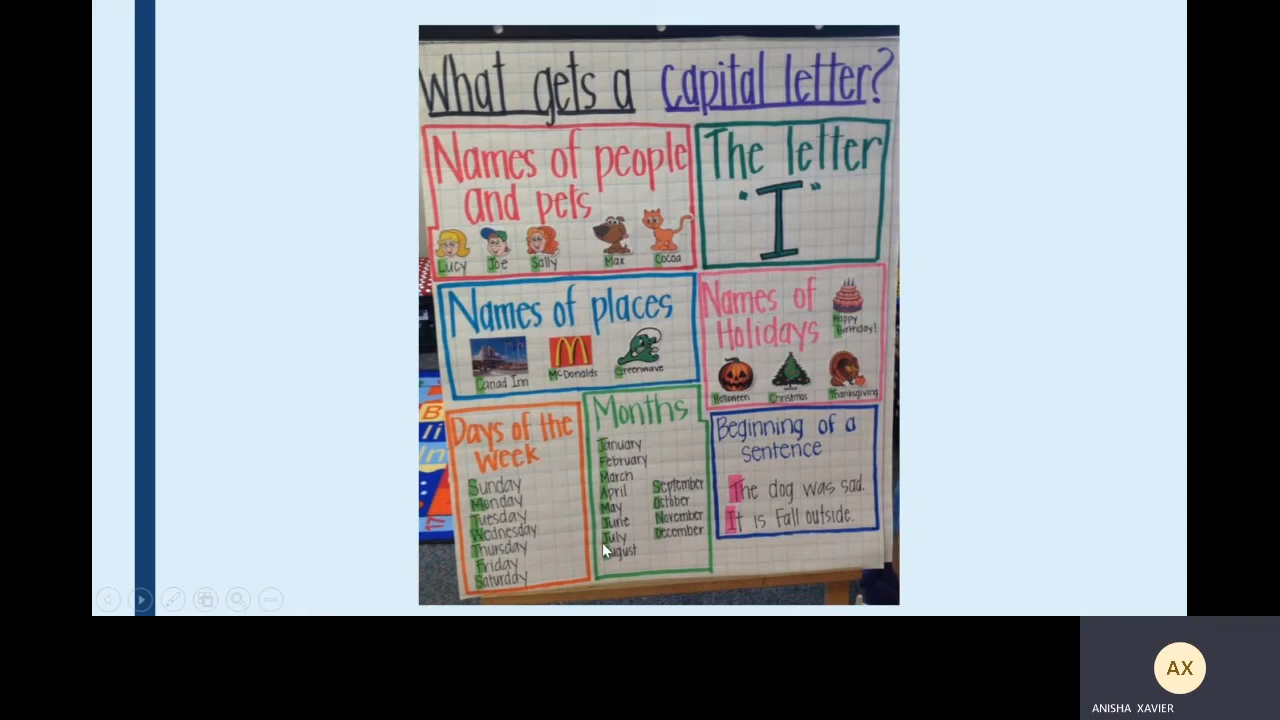 What gets a capital letter?
Names of people
and pets
Lucy Joe Sally Max Cocoa
The letter
"I"
Names of places
Canad Inn McDonalds Greenwave
Names of
Holidays
Happy
Birthday!
Halloween Christmas Thanksgiving
Days of the
week
Sunday
Monday
Tuesday
Wednesday
Thursday
Friday
Saturday
Months
January
February
March
April
May
June
July
August
September
October
November
December
Beginning of a
sentence
The dog was sad.
It is Fall outside.
AX
ANISHA XAVIER